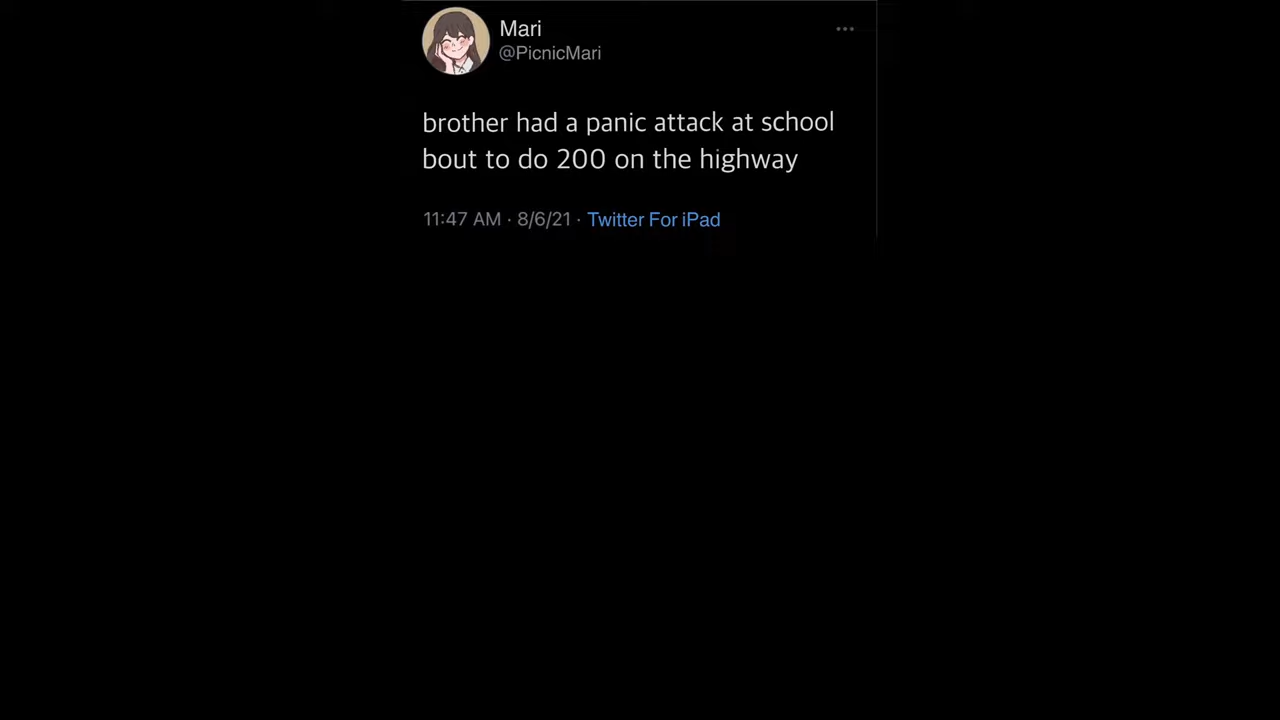 Mari
@PicnicMari
brother had a panic attack at school
bout to do 200 on the highway
11:47 AM · 8/6/21 · Twitter For iPad